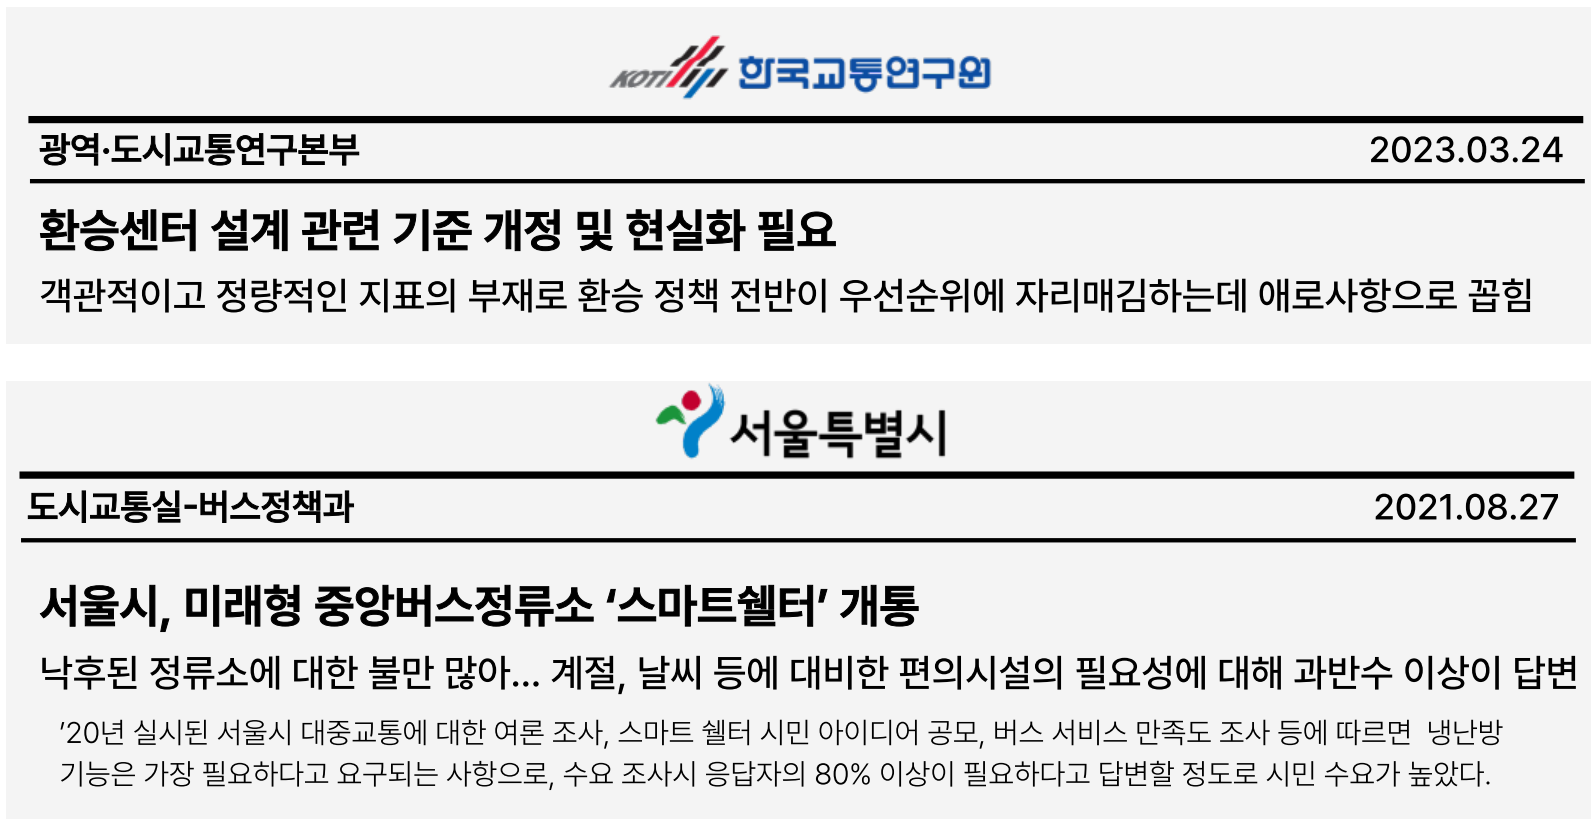 KOTI 한국교통연구원
광역·도시교통연구본부 2023.03.24
환승센터 설계 관련 기준 개정 및 현실화 필요
객관적이고 정량적인 지표의 부재로 환승 정책 전반이 우선순위에 자리매김하는데 애로사항으로 꼽힘
서울특별시
도시교통실-버스정책과 2021.08.27
서울시, 미래형 중앙버스정류소 ‘스마트쉘터’ 개통
낙후된 정류소에 대한 불만 많아... 계절, 날씨 등에 대비한 편의시설의 필요성에 대해 과반수 이상이 답변
’20년 실시된 서울시 대중교통에 대한 여론 조사, 스마트 쉘터 시민 아이디어 공모, 버스 서비스 만족도 조사 등에 따르면 냉난방
기능은 가장 필요하다고 요구되는 사항으로, 수요 조사시 응답자의 80% 이상이 필요하다고 답변할 정도로 시민 수요가 높았다.